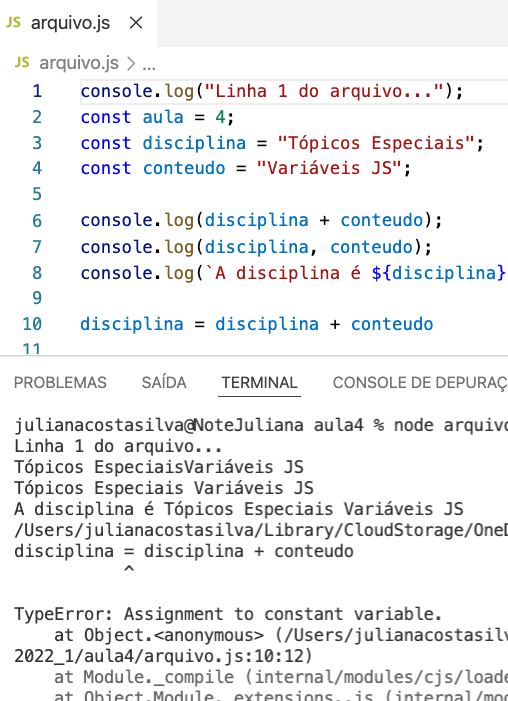 JS arquivo.js ×
JS arquivo.js > ...
1 console.log("Linha 1 do arquivo...");
2 const aula = 4;
3 const disciplina = "Tópicos Especiais";
4 const conteudo = "Variáveis JS";
5
6 console.log(disciplina + conteudo);
7 console.log(disciplina, conteudo);
8 console.log(`A disciplina é ${disciplina}
9
10 disciplina = disciplina + conteudo
11
PROBLEMAS SAÍDA TERMINAL CONSOLE DE DEPURAÇ
julianacostasilva@NoteJuliana aula4 % node arquivo
Linha 1 do arquivo...
Tópicos EspeciaisVariáveis JS
Tópicos Especiais Variáveis JS
A disciplina é Tópicos Especiais Variáveis JS
/Users/julianacostasilva/Library/CloudStorage/OneD
disciplina = disciplina + conteudo
^
TypeError: Assignment to constant variable.
at Object.<anonymous> (/Users/julianacostasilv
2022_1/aula4/arquivo.js:10:12)
at Module._compile (internal/modules/cjs/loade
at Object.Module._extensions..js (internal/mod